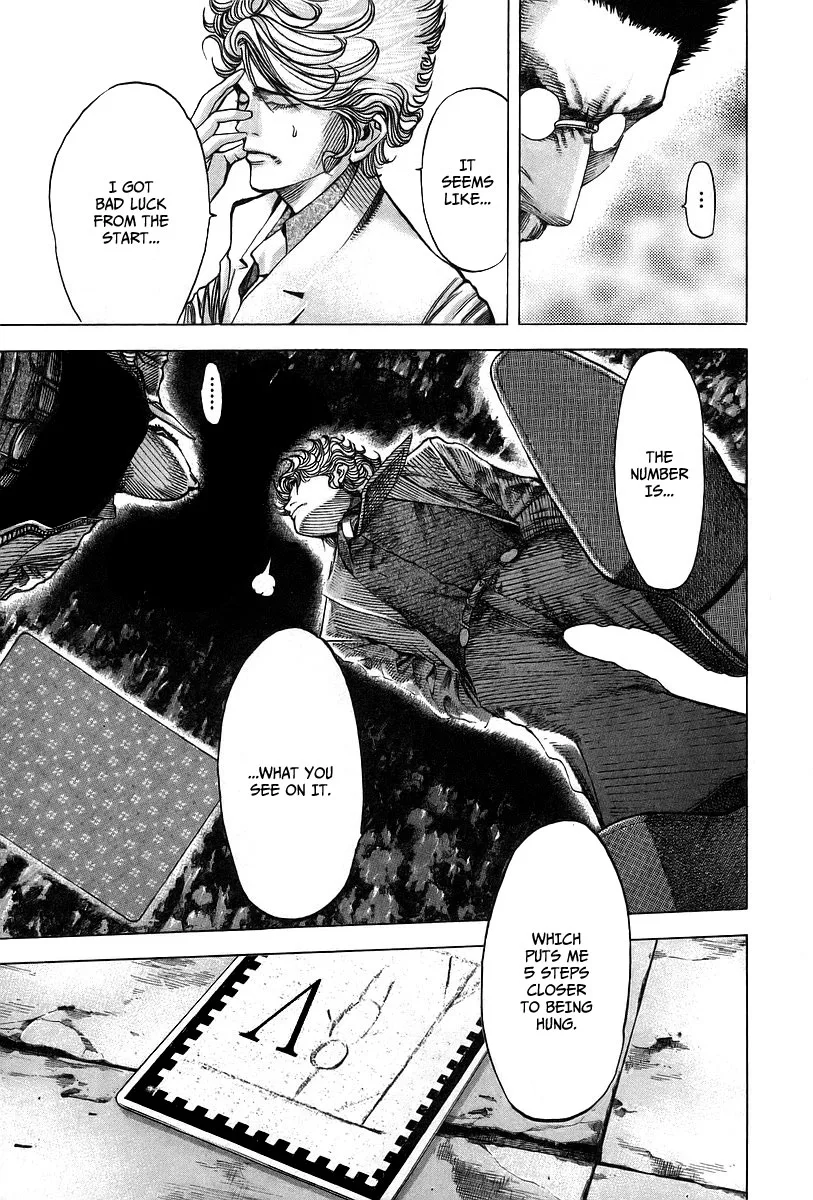 ...
IT
SEEMS
LIKE...
I GOT
BAD LUCK
FROM THE
START...
THE
NUMBER
IS...
.....
...WHAT YOU
SEE ON IT.
WHICH
PUTS ME
5 STEPS
CLOSER
TO BEING
HUNG.
V